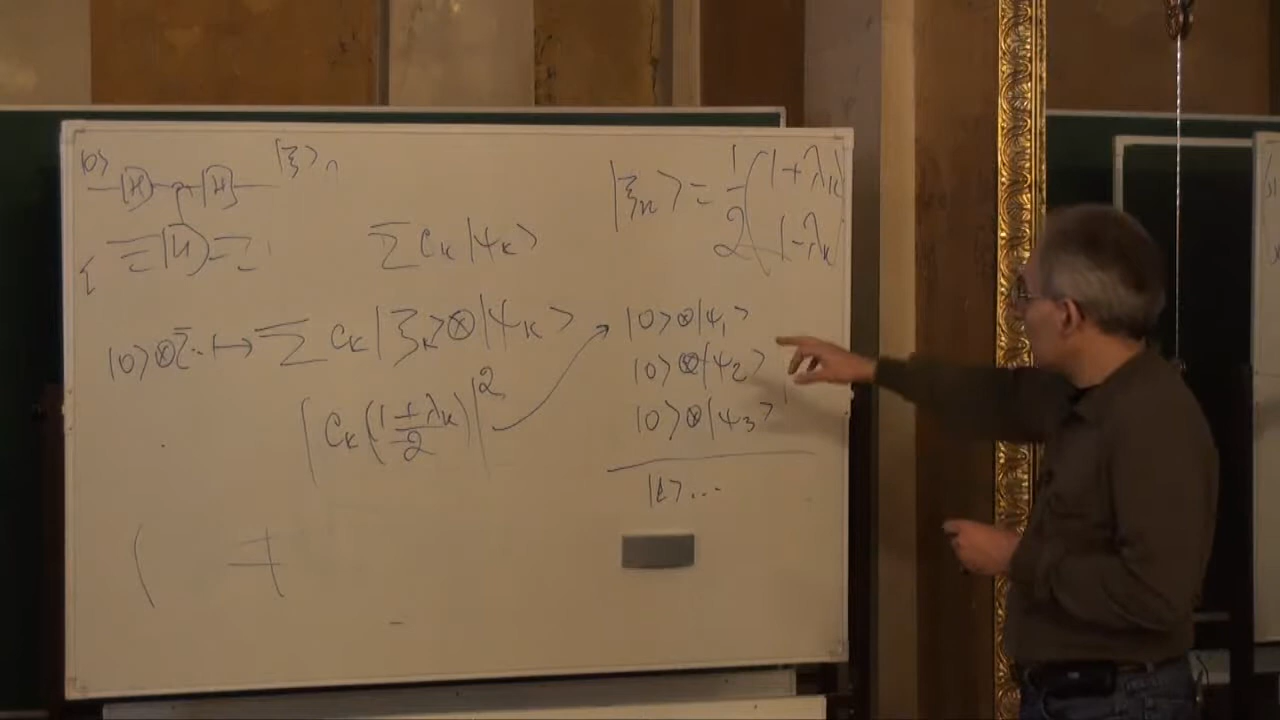 |0> —[H]— —[H]— |ξ>ₙ
|ξₖ> = 1/2 (1+λₖ
1-λₖ)
[U]
Σ cₖ |ψₖ>
|0>⊗Σ.. ↦ Σ cₖ |ξₖ>⊗|ψₖ>
|cₖ((1+λₖ)/2)|²
|0>⊗|ψ₁>
|0>⊗|ψ₂>
|0>⊗|ψ₃>
|1> ...
(